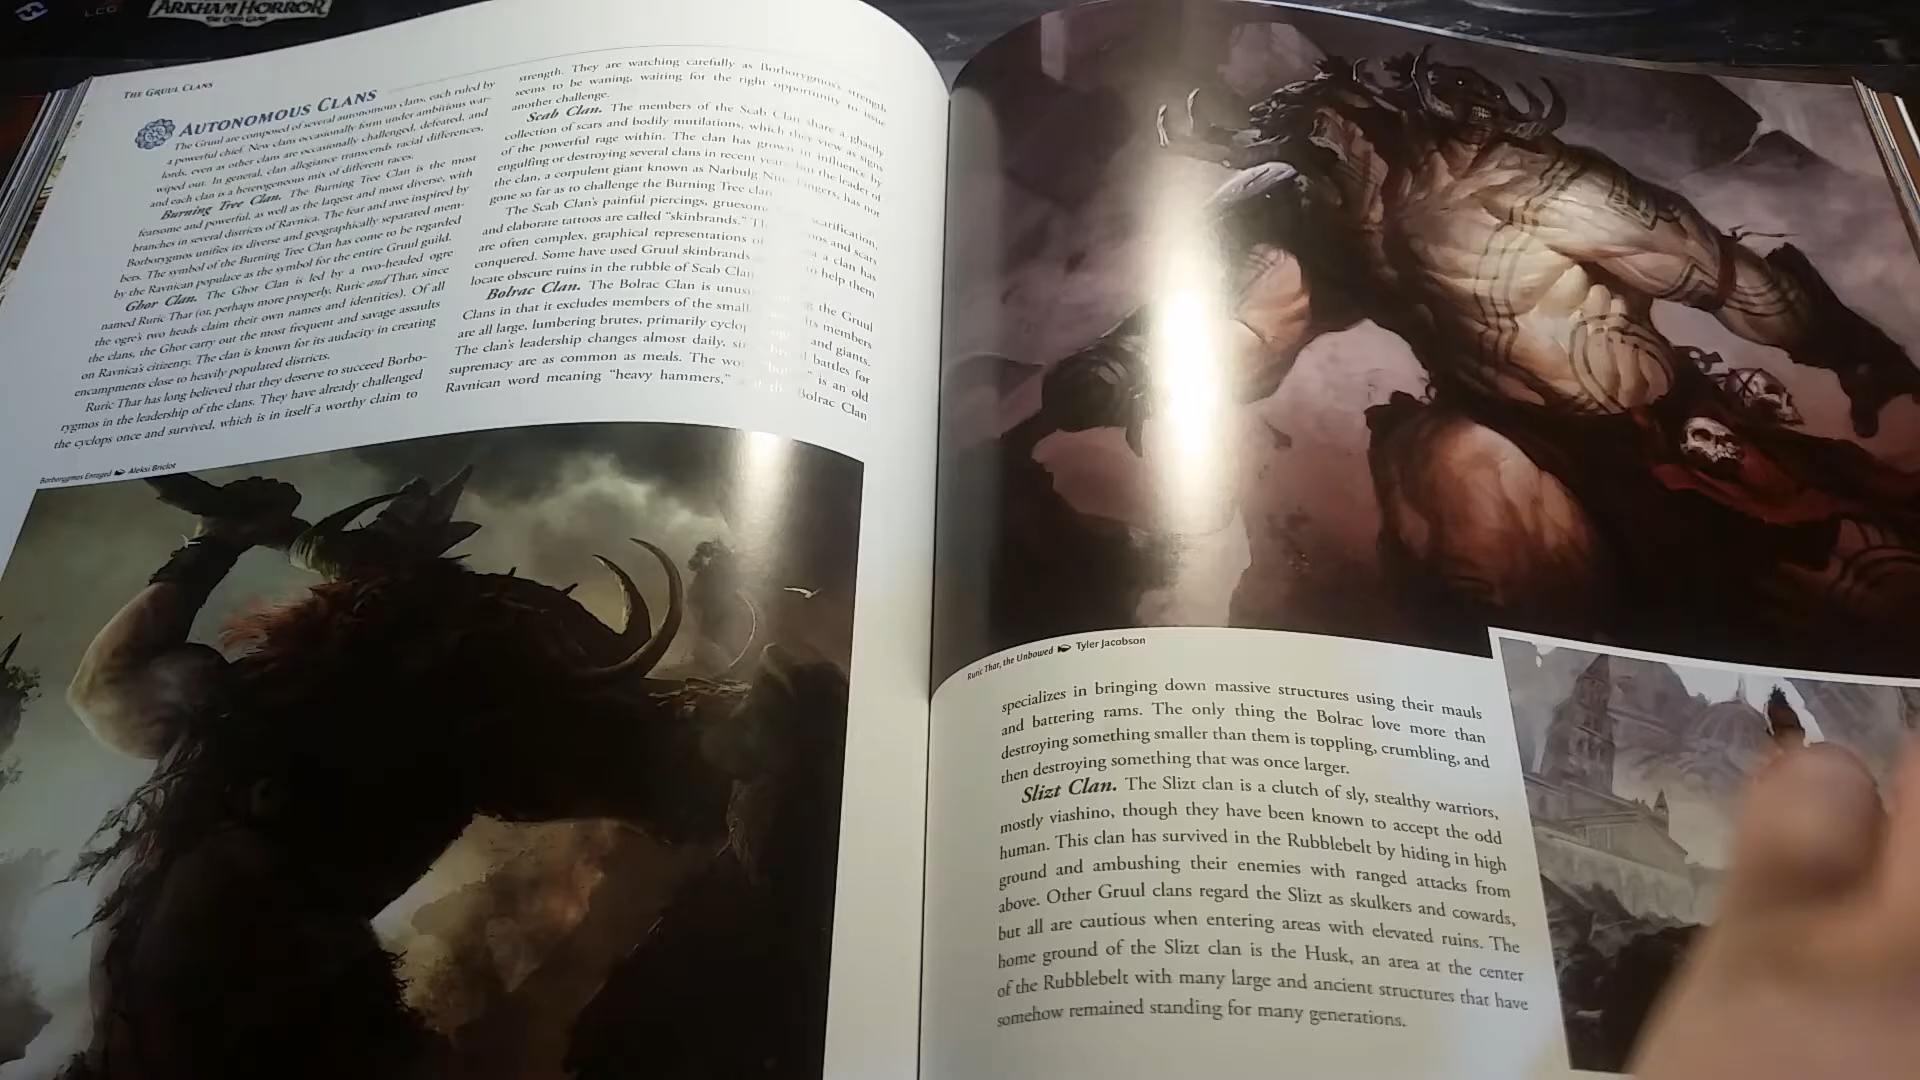 LCG
ARKHAM HORROR
THE CARD GAME
THE GRUUL CLANS
AUTONOMOUS CLANS
The Gruul are composed of several autonomous clans, each ruled by
a powerful chief. New clans occasionally form under ambitious war-
lords, even as other clans are occasionally challenged, defeated, and
wiped out. In general, clan allegiance transcends racial differences,
and each clan is a heterogeneous mix of different races.
Burning Tree Clan. The Burning Tree Clan is the most
fearsome and powerful, as well as the largest and most diverse, with
branches in several districts of Ravnica. The fear and awe inspired by
Borborygmos unifies its diverse and geographically separated mem-
bers. The symbol of the Burning Tree Clan has come to be regarded
by the Ravnican populace as the symbol for the entire Gruul guild.
Ghor Clan. The Ghor Clan is led by a two-headed ogre
named Ruric Thar (or, perhaps more properly, Ruric and Thar, since
the ogre's two heads claim their own names and identities). Of all
the clans, the Ghor carry out the most frequent and savage assaults
on Ravnica's citizenry. The clan is known for its audacity in creating
encampments close to heavily populated districts.
Ruric Thar has long believed that they deserve to succeed Borbo-
rygmos in the leadership of the clans. They have already challenged
the cyclops once and survived, which is in itself a worthy claim to
strength. They are watching carefully as Borborygmos's strength
seems to be waning, waiting for the right opportunity to issue
another challenge.
Scab Clan. The members of the Scab Clan share a ghastly
collection of scars and bodily mutilations, which they view as signs
of the powerful rage within. The clan has grown in influence by
engulfing or destroying several clans in recent years, but the leader of
the clan, a corpulent giant known as Narbulg Nine Fingers, has not
gone so far as to challenge the Burning Tree clan
The Scab Clan's painful piercings, gruesome scarification,
and elaborate tattoos are called "skinbrands." and scars
are often complex, graphical representations of a clan has
conquered. Some have used Gruul skinbrands to help them
locate obscure ruins in the rubble of Scab Clan
Bolrac Clan. The Bolrac Clan is the Gruul
Clans in that it excludes members of the its members
are all large, lumbering brutes, primarily and giants.
The clan's leadership changes almost daily, battles for
supremacy are as common as meals. The is an old
Ravnican word meaning "heavy hammers," Bolrac Clan
Borborygmos Enraged Aleksi Briclot
Ruric Thar, the Unbowed Tyler Jacobson
specializes in bringing down massive structures using their mauls
and battering rams. The only thing the Bolrac love more than
destroying something smaller than them is toppling, crumbling, and
then destroying something that was once larger.
Slizt Clan. The Slizt clan is a clutch of sly, stealthy warriors,
mostly viashino, though they have been known to accept the odd
human. This clan has survived in the Rubblebelt by hiding in high
ground and ambushing their enemies with ranged attacks from
above. Other Gruul clans regard the Slizt as skulkers and cowards,
but all are cautious when entering areas with elevated ruins. The
home ground of the Slizt clan is the Husk, an area at the center
of the Rubblebelt with many large and ancient structures that have
somehow remained standing for many generations.